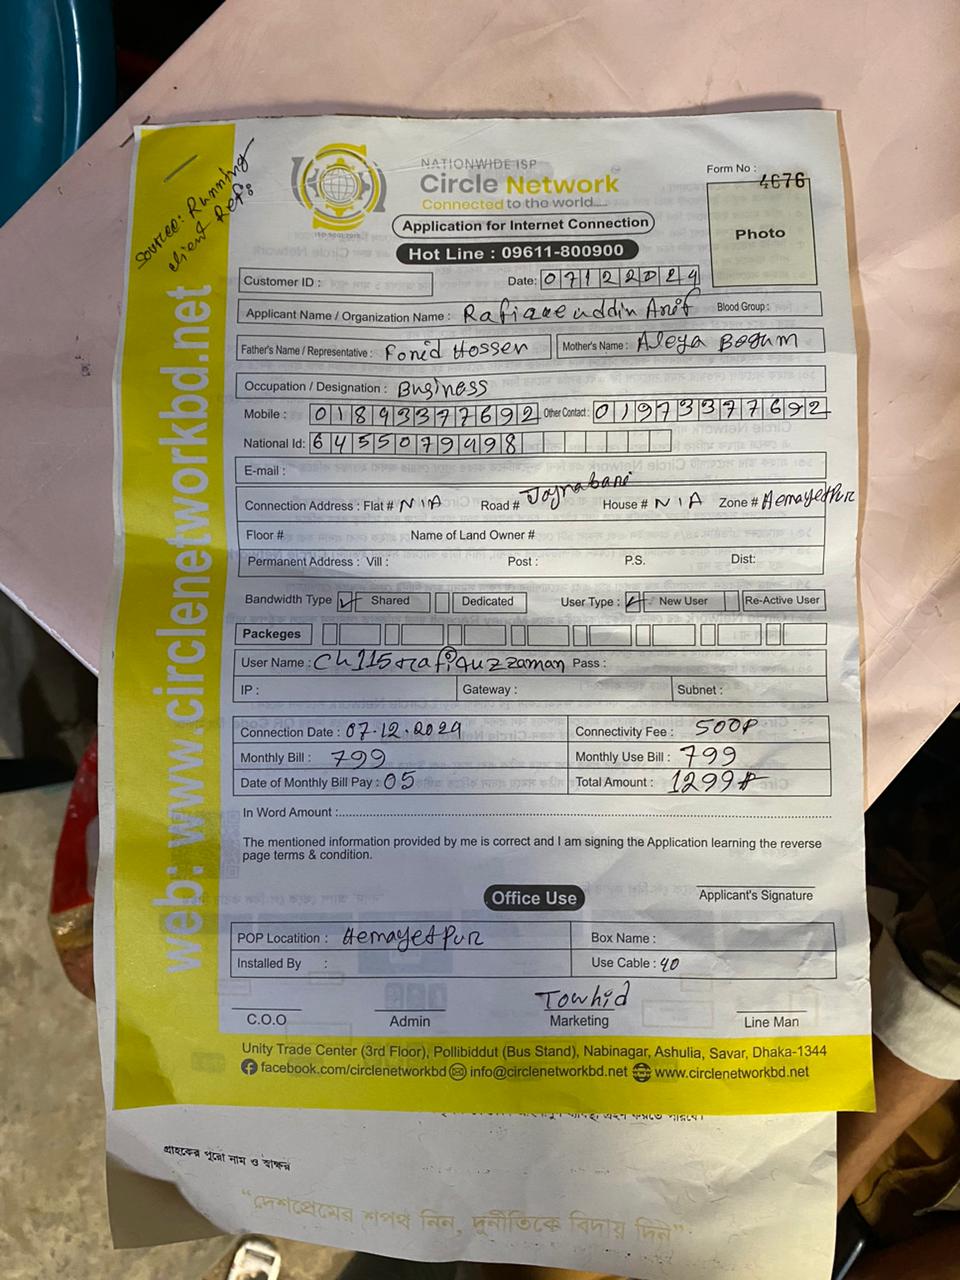 Source: Running
client Ref:
web: www.circlenetworkbd.net
NATIONWIDE ISP
Circle Network
Connected to the world....
ISO 9001:2015
Application for Internet Connection
Hot Line : 09611-800900
Form No :
4676
Photo
Customer ID :
Date: 07122024
Applicant Name / Organization Name : Rafiqueuddin Arif Blood Group :
Father's Name / Representative : Forid Hossen Mother's Name : Aleya Begum
Occupation / Designation : Business
Mobile : 01893377692 Other Contact : 01973377692
National Id: 6455079498
E-mail :
Connection Address : Flat # N/A Road # House # N/A Zone # Hemayetpur
Floor # Name of Land Owner #
Permanent Address : Vill : Post : P.S. Dist:
Bandwidth Type Shared Dedicated User Type : New User Re-Active User
Packeges
User Name : Ch115rafiquzzaman Pass :
IP : Gateway : Subnet :
Connection Date : 07.12.2024 Connectivity Fee : 500
Monthly Bill : 799 Monthly Use Bill : 799
Date of Monthly Bill Pay : 05 Total Amount : 1299
In Word Amount :
The mentioned information provided by me is correct and I am signing the Application learning the reverse
page terms & condition.
Office Use
Applicant's Signature
POP Locatition : Hemayetpur Box Name :
Installed By : Use Cable : 40
Towhid
C.O.O Admin Marketing Line Man
Unity Trade Center (3rd Floor), Pollibiddut (Bus Stand), Nabinagar, Ashulia, Savar, Dhaka-1344
facebook.com/circlenetworkbd info@circlenetworkbd.net www.circlenetworkbd.net
গ্রাহকের পুরো নাম ও স্বাক্ষর
“দেশপ্রেমের শপথ নিন, দুর্নীতিকে বিদায় দিন”